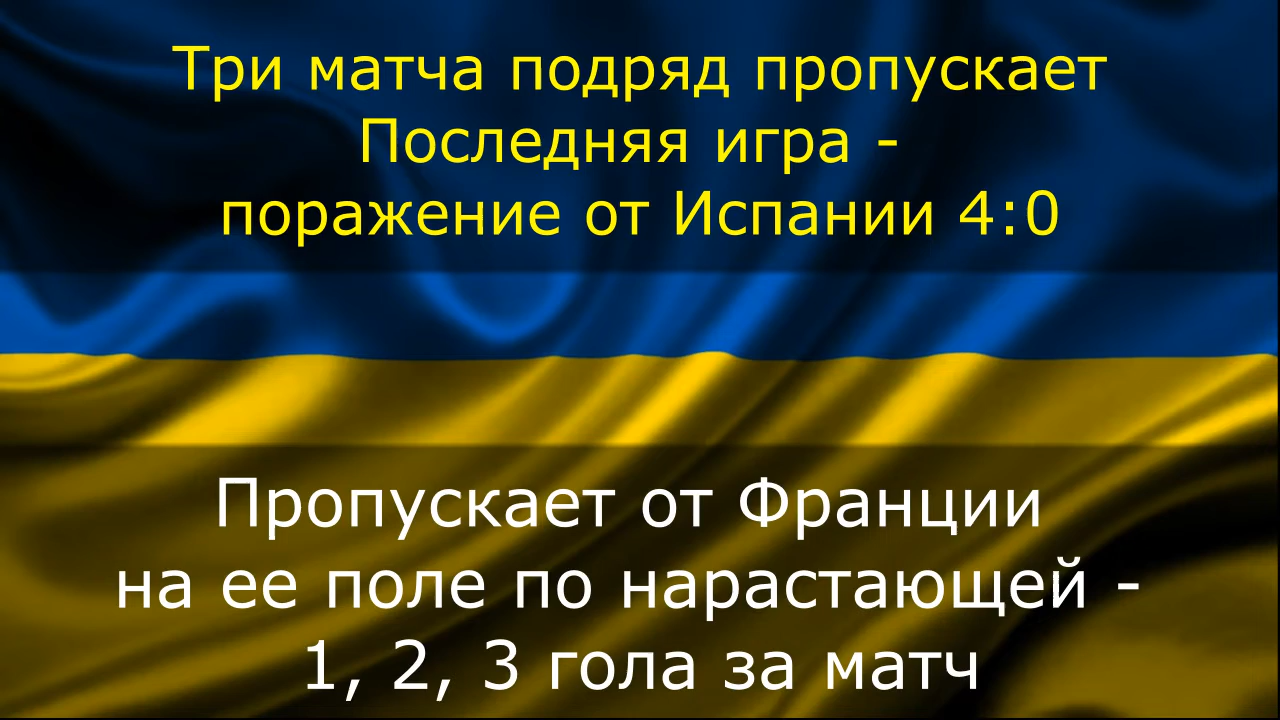 Три матча подряд пропускает
Последняя игра -
поражение от Испании 4:0
Пропускает от Франции
на ее поле по нарастающей -
1, 2, 3 гола за матч